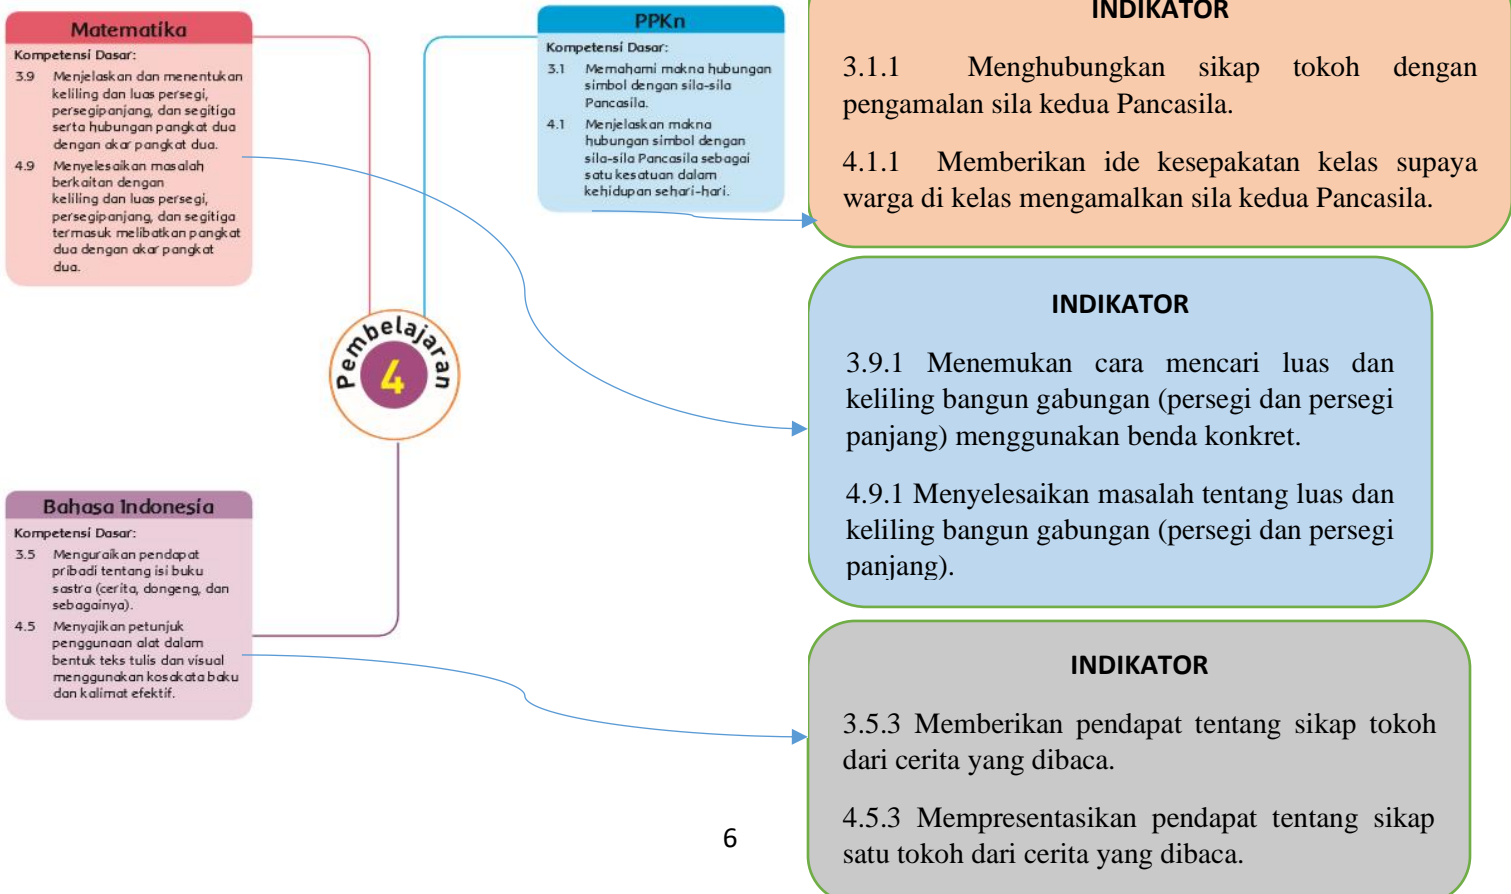 Matematika
Kompetensi Dasar:
3.9 Menjelaskan dan menentukan
keliling dan luas persegi,
persegipanjang, dan segitiga
serta hubungan pangkat dua
dengan akar pangkat dua.
4.9 Menyelesaikan masalah
berkaitan dengan
keliling dan luas persegi,
persegipanjang, dan segitiga
termasuk melibatkan pangkat
dua dengan akar pangkat
dua.
PPKn
Kompetensi Dasar:
3.1 Memahami makna hubungan
simbol dengan sila-sila
Pancasila.
4.1 Menjelaskan makna
hubungan simbol dengan
sila-sila Pancasila sebagai
satu kesatuan dalam
kehidupan sehari-hari.
INDIKATOR
3.1.1 Menghubungkan sikap tokoh dengan
pengamalan sila kedua Pancasila.
4.1.1 Memberikan ide kesepakatan kelas supaya
warga di kelas mengamalkan sila kedua Pancasila.
INDIKATOR
3.9.1 Menemukan cara mencari luas dan
keliling bangun gabungan (persegi dan persegi
panjang) menggunakan benda konkret.
4.9.1 Menyelesaikan masalah tentang luas dan
keliling bangun gabungan (persegi dan persegi
panjang).
Pembelajaran
4
Bahasa Indonesia
Kompetensi Dasar:
3.5 Menguraikan pendapat
pribadi tentang isi buku
sastra (cerita, dongeng, dan
sebagainya).
4.5 Menyajikan petunjuk
penggunaan alat dalam
bentuk teks tulis dan visual
menggunakan kosakata baku
dan kalimat efektif.
INDIKATOR
3.5.3 Memberikan pendapat tentang sikap tokoh
dari cerita yang dibaca.
4.5.3 Mempresentasikan pendapat tentang sikap
satu tokoh dari cerita yang dibaca.
6